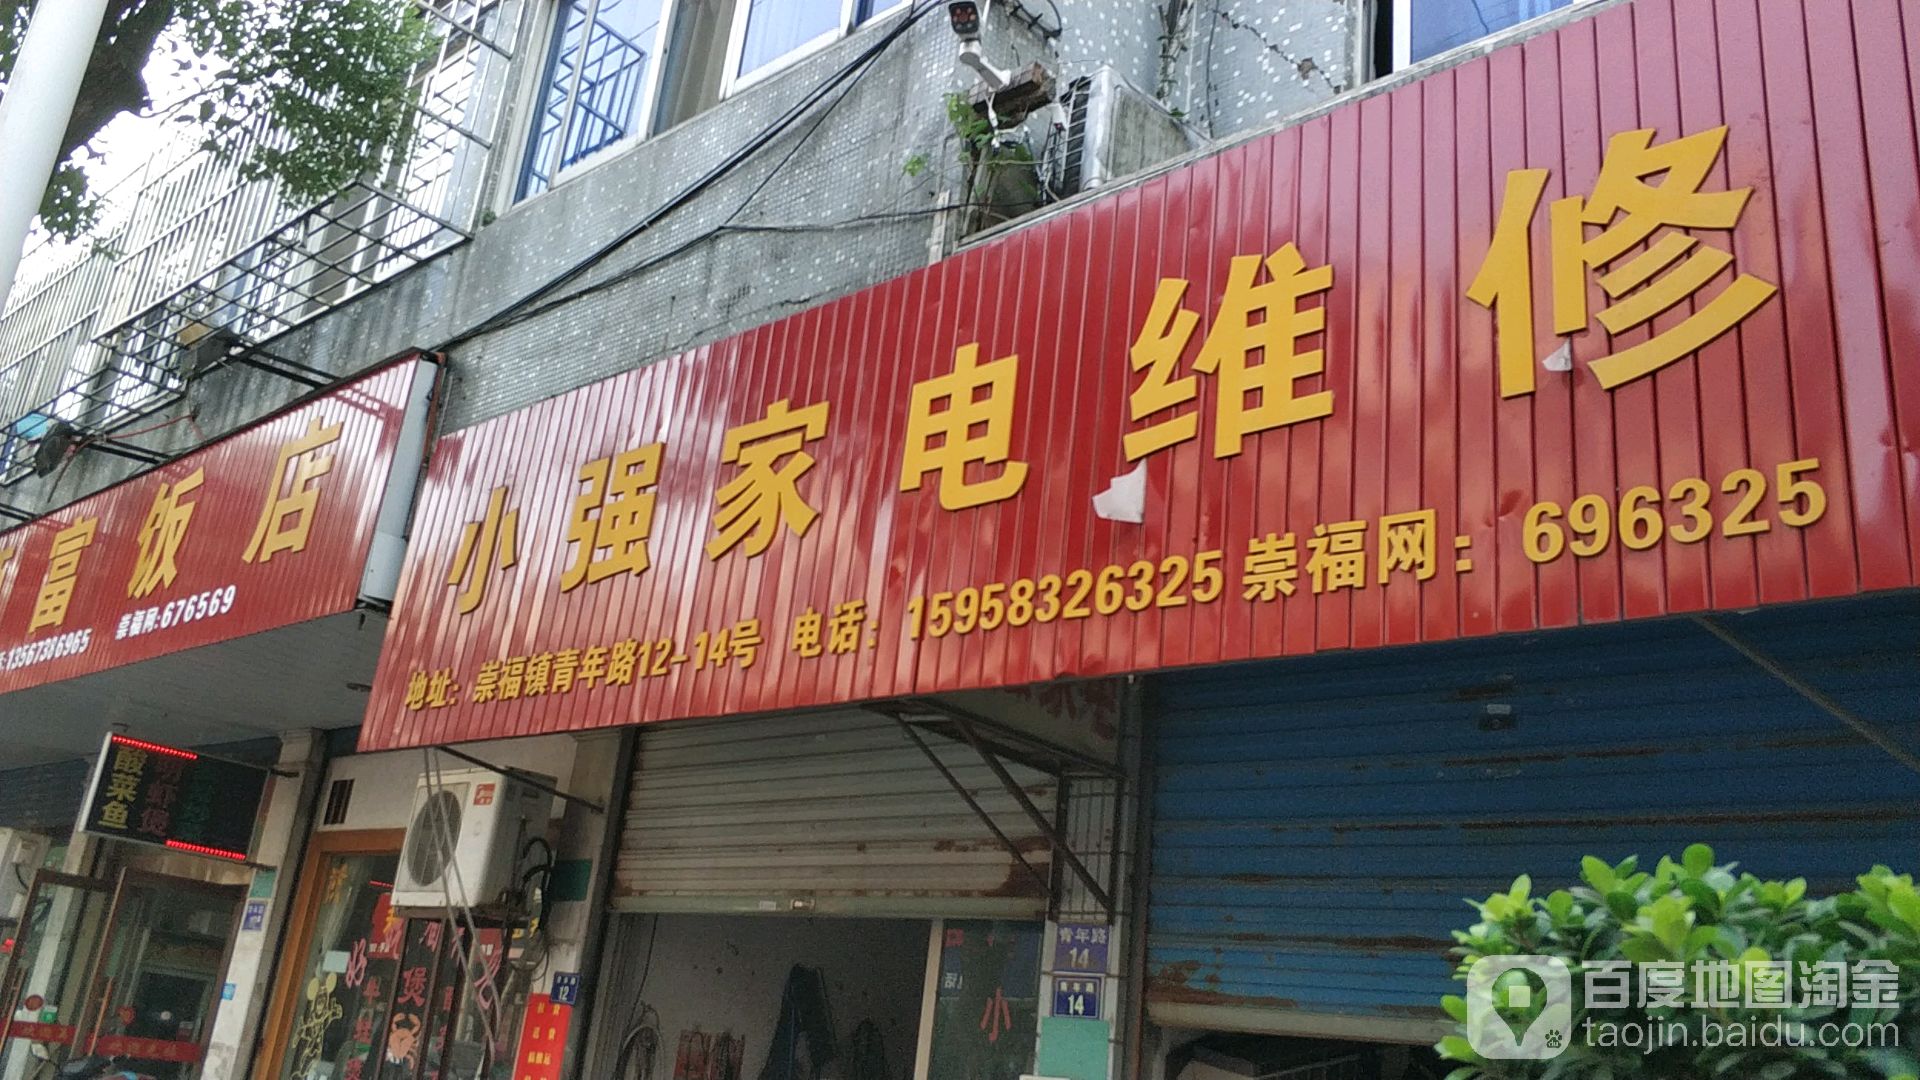 富饭店
崇福网:676569
13567386965
小强家电维修
地址：崇福镇青年路12-14号 电话：15958326325 崇福网：696325
酸菜鱼
煲
青年路
14
14
12
小
百度地图淘金
taojin.baidu.com